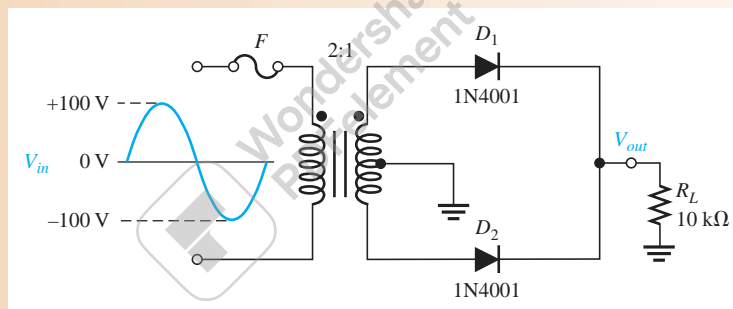 F
2:1
D1
1N4001
+100 V
Vin
0 V
–100 V
Vout
RL
10 kΩ
D2
1N4001
Wondershare
PDFelement